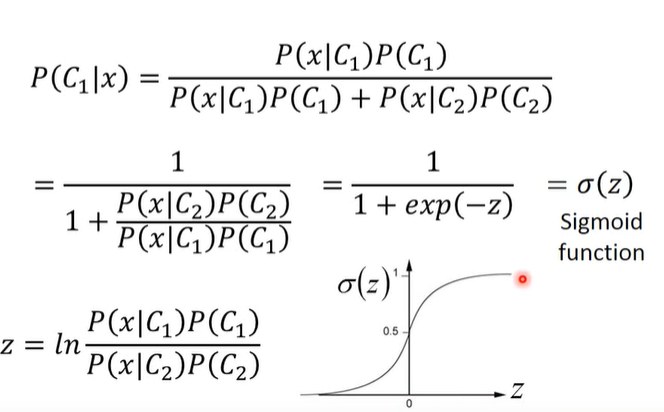 P(C₁|x) = P(x|C₁)P(C₁) / P(x|C₁)P(C₁) + P(x|C₂)P(C₂)
= 1 / 1 + P(x|C₂)P(C₂) / P(x|C₁)P(C₁) = 1 / 1 + exp(−z) = σ(z)
Sigmoid
function
σ(z) 1
0.5
z = ln P(x|C₁)P(C₁) / P(x|C₂)P(C₂)
z
0